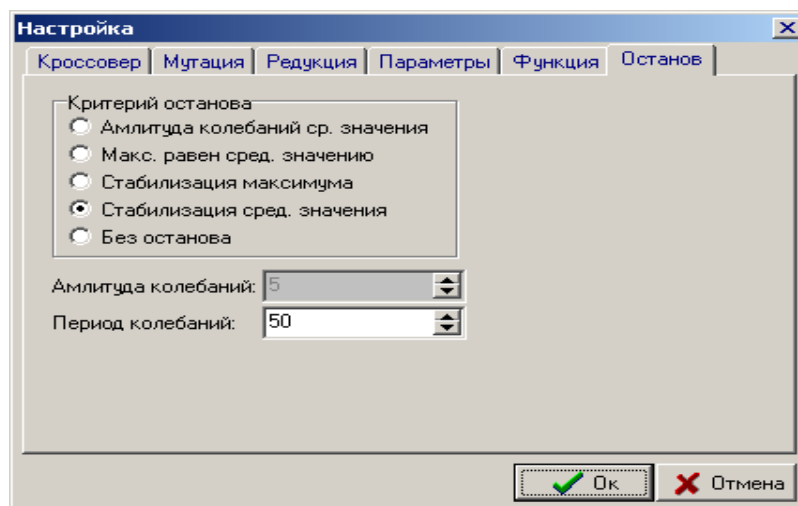 Настройка
Кроссовер Мутация Редукция Параметры Функция Останов
Критерий останова
Амлитуда колебаний ср. значения
Макс. равен сред. значению
Стабилизация максимума
Стабилизация сред. значения
Без останова
Амлитуда колебаний: 5
Период колебаний: 50
Ок Отмена